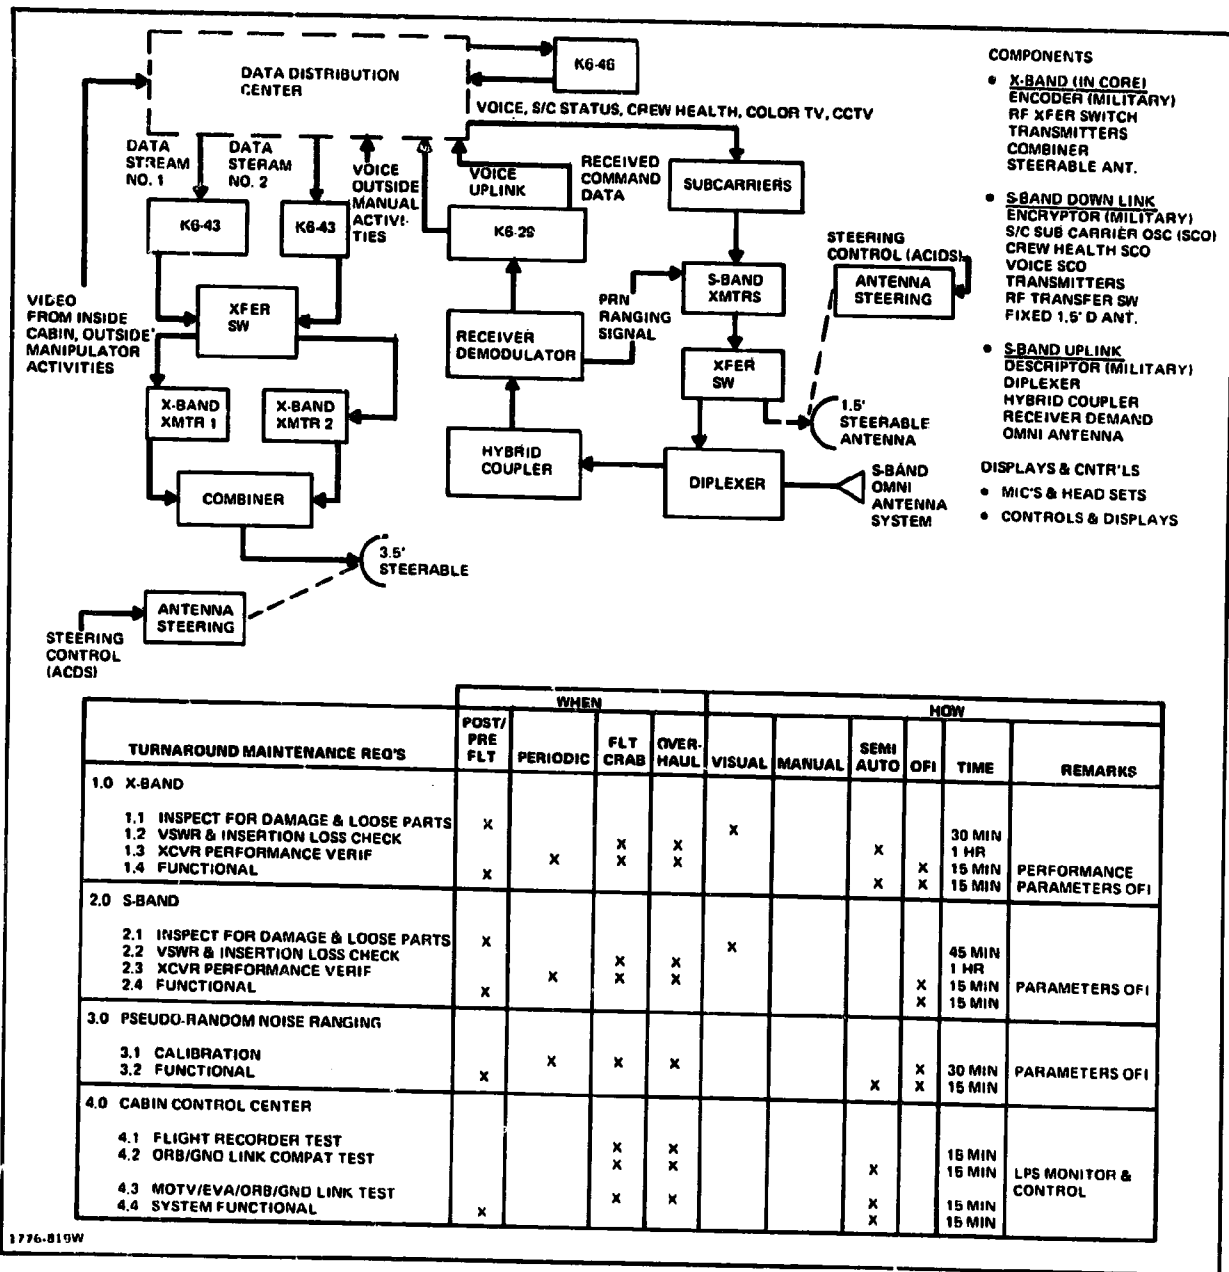 DATA DISTRIBUTION
CENTER
K6-46
VOICE, S/C STATUS, CREW HEALTH, COLOR TV, CCTV
DATA
STREAM
NO. 1
DATA
STERAM
NO. 2
VOICE
OUTSIDE
MANUAL
ACTIVI-
TIES
VOICE
UPLINK
RECEIVED
COMMAND
DATA
SUBCARRIERS
K6-43
K6-43
K6-29
STEERING
CONTROL (ACIDS)
ANTENNA
STEERING
VIDEO
FROM INSIDE
CABIN, OUTSIDE
MANIPULATOR
ACTIVITIES
XFER
SW
RECEIVER
DEMODULATOR
PRN
RANGING
SIGNAL
S-BAND
XMTRS
XFER
SW
X-BAND
XMTR 1
X-BAND
XMTR 2
1.5'
STEERABLE
ANTENNA
HYBRID
COUPLER
DIPLEXER
S-BAND
OMNI
ANTENNA
SYSTEM
COMBINER
3.5'
STEERABLE
ANTENNA
STEERING
STEERING
CONTROL
(ACDS)
COMPONENTS
• X-BAND (IN CORE)
ENCODER (MILITARY)
RF XFER SWITCH
TRANSMITTERS
COMBINER
STEERABLE ANT.
• S-BAND DOWN LINK
ENCRYPTOR (MILITARY)
S/C SUB CARRIER OSC (SCO)
CREW HEALTH SCO
VOICE SCO
TRANSMITTERS
RF TRANSFER SW
FIXED 1.5' D ANT.
• S-BAND UPLINK
DESCRIPTOR (MILITARY)
DIPLEXER
HYBRID COUPLER
RECEIVER DEMAND
OMNI ANTENNA
DISPLAYS & CNTR'LS
• MIC'S & HEAD SETS
• CONTROLS & DISPLAYS
WHEN HOW
TURNAROUND MAINTENANCE REQ'S POST/PRE FLT PERIODIC FLT CRAB OVER-HAUL VISUAL MANUAL SEMI AUTO OFI TIME REMARKS
1.0 X-BAND
1.1 INSPECT FOR DAMAGE & LOOSE PARTS X X 30 MIN
1.2 VSWR & INSERTION LOSS CHECK X X X 1 HR
1.3 XCVR PERFORMANCE VERIF X X X X 15 MIN PERFORMANCE
1.4 FUNCTIONAL X X X 15 MIN PARAMETERS OFI
2.0 S-BAND
2.1 INSPECT FOR DAMAGE & LOOSE PARTS X X 45 MIN
2.2 VSWR & INSERTION LOSS CHECK X X 1 HR
2.3 XCVR PERFORMANCE VERIF X X X X 15 MIN PARAMETERS OFI
2.4 FUNCTIONAL X X 15 MIN
3.0 PSEUDO-RANDOM NOISE RANGING
3.1 CALIBRATION X X X X 30 MIN PARAMETERS OFI
3.2 FUNCTIONAL X X X 15 MIN
4.0 CABIN CONTROL CENTER
4.1 FLIGHT RECORDER TEST X X 15 MIN
4.2 ORB/GND LINK COMPAT TEST X X X 15 MIN LPS MONITOR &
CONTROL
4.3 MOTV/EVA/ORB/GND LINK TEST X X X 15 MIN
4.4 SYSTEM FUNCTIONAL X X 15 MIN
1776-819W